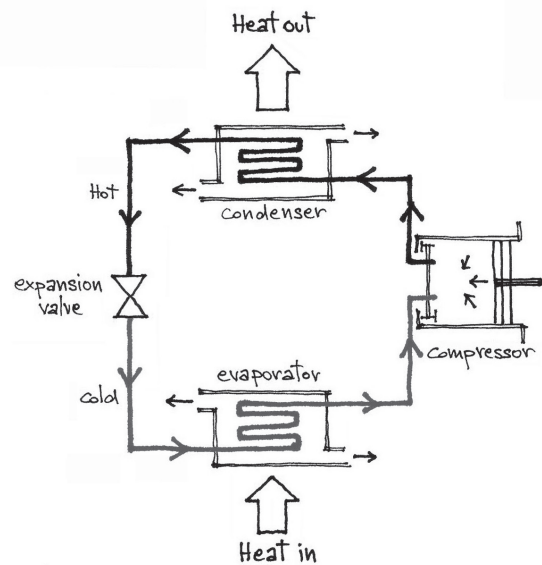 Heat out
Hot
condenser
expansion
valve
compressor
evaporator
cold
Heat in